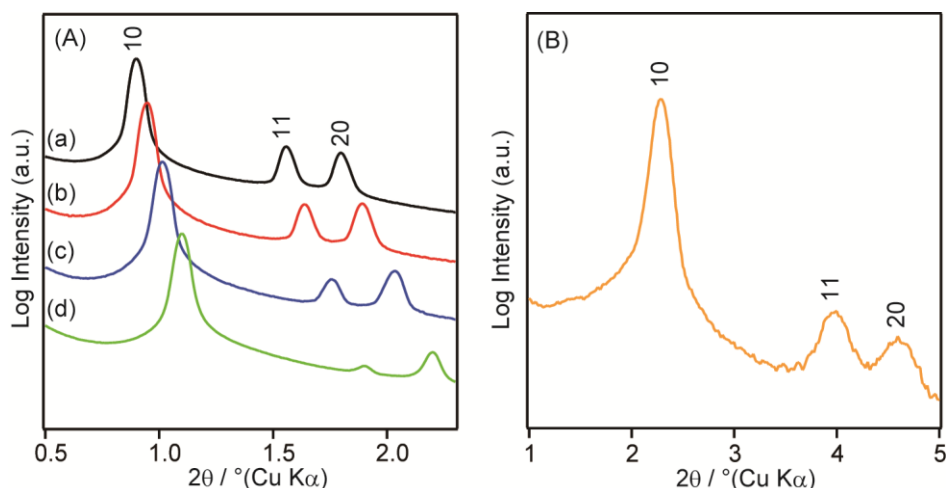 (A)
10
11
20
(a)
(b)
(c)
(d)
Log Intensity (a.u.)
0.5 1.0 1.5 2.0
2θ / °(Cu Kα)
(B)
10
11
20
Log Intensity (a.u.)
1 2 3 4 5
2θ / °(Cu Kα)